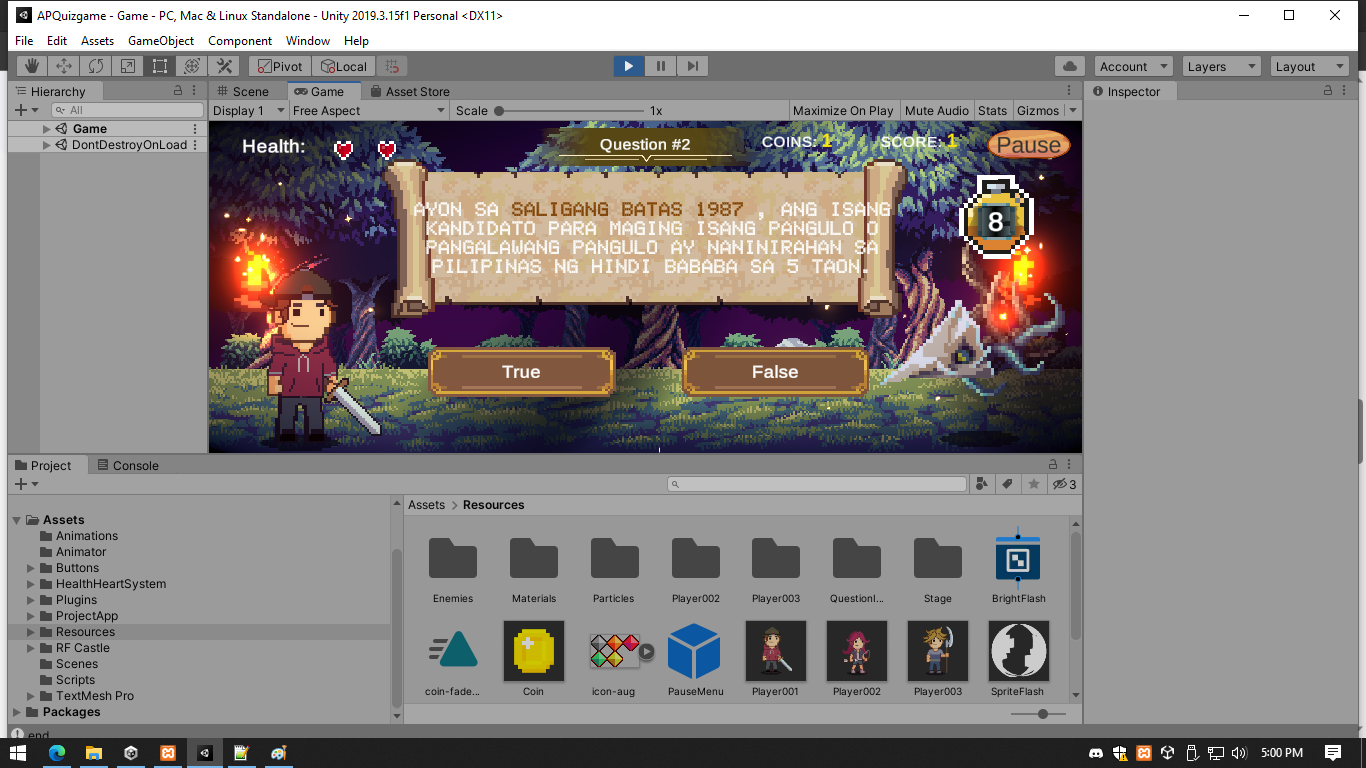 APQuizgame - Game - PC, Mac & Linux Standalone - Unity 2019.3.15f1 Personal <DX11>
File Edit Assets GameObject Component Window Help
Pivot Local Account Layers Layout
Hierarchy Scene Game Asset Store Inspector
All Display 1 Free Aspect Scale 1x Maximize On Play Mute Audio Stats Gizmos
Game
DontDestroyOnLoad
Health: Question #2 COINS: 1 SCORE: 1 Pause
8
AYON SA SALIGANG BATAS 1987 , ANG ISANG
KANDIDATO PARA MAGING ISANG PANGULO O
PANGALAWANG PANGULO AY NANINIRAHAN SA
PILIPINAS NG HINDI BABABA SA 5 TAON.
True False
Project Console
3
Assets > Resources
Assets
Animations
Animator
Buttons
HealthHeartSystem
Plugins
ProjectApp
Resources
RF Castle
Scenes
Scripts
TextMesh Pro
Packages
Enemies Materials Particles Player002 Player003 QuestionI... Stage BrightFlash
coin-fade... Coin icon-aug PauseMenu Player001 Player002 Player003 SpriteFlash
end
5:00 PM